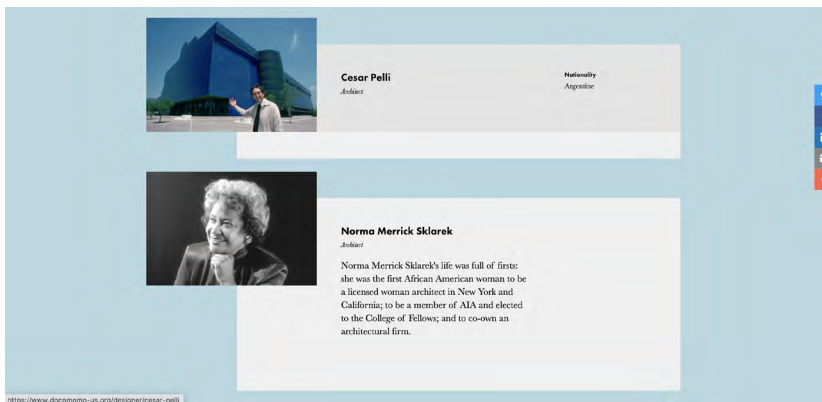 Cesar Pelli
Architect
Nationality
Argentine
Norma Merrick Sklarek
Architect
Norma Merrick Sklarek's life was full of firsts:
she was the first African American woman to be
a licensed woman architect in New York and
California; to be a member of AIA and elected
to the College of Fellows; and to co-own an
architectural firm.
https://www.docomomo-us.org/designer/cesar-pelli